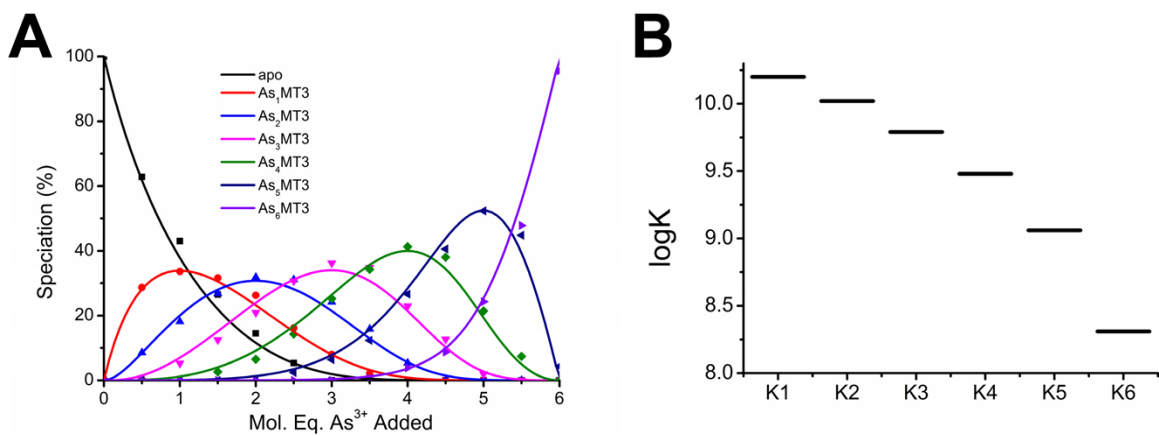 A
100
80
60
40
20
0
Speciation (%)
apo
As₁MT3
As₂MT3
As₃MT3
As₄MT3
As₅MT3
As₆MT3
0 1 2 3 4 5 6
Mol. Eq. As³⁺ Added
B
10.0
9.5
9.0
8.5
8.0
logK
K1 K2 K3 K4 K5 K6